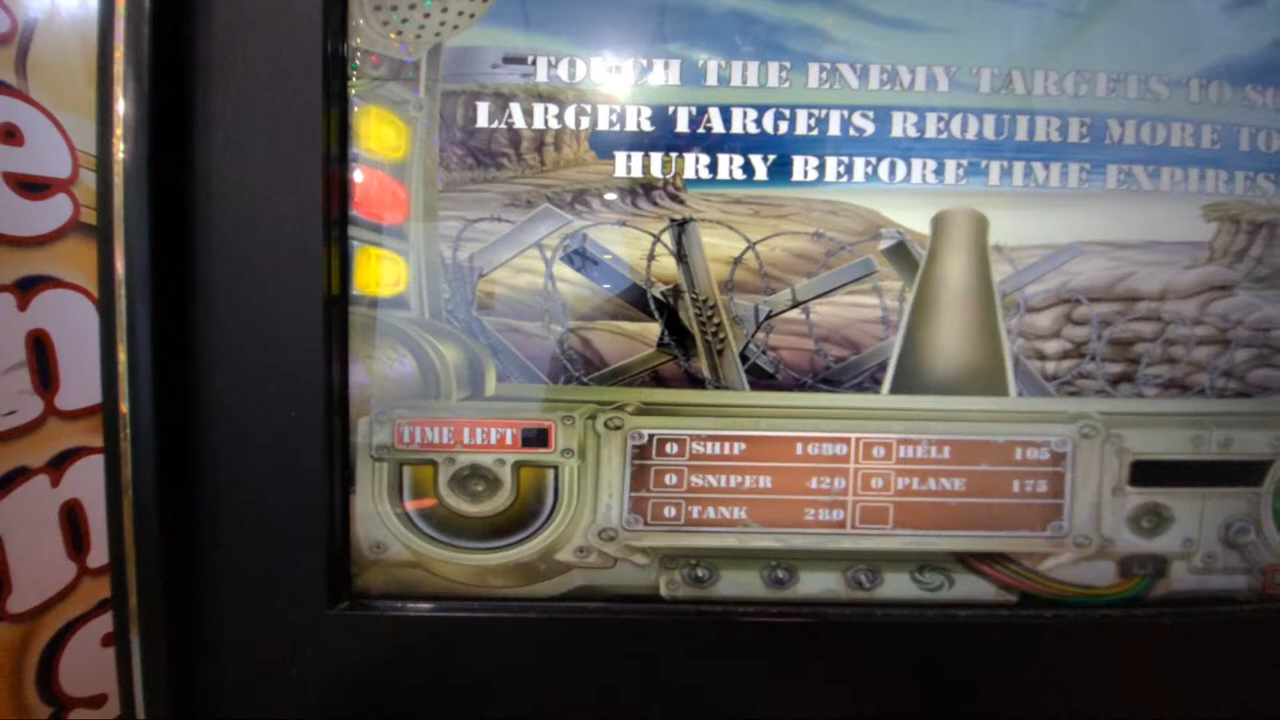 TOUCH THE ENEMY TARGETS TO
LARGER TARGETS REQUIRE MORE
HURRY BEFORE TIME EXPIRES
TIME LEFT
0 SHIP 1680 0 HELI 105
0 SNIPER 420 0 PLANE 175
0 TANK 280